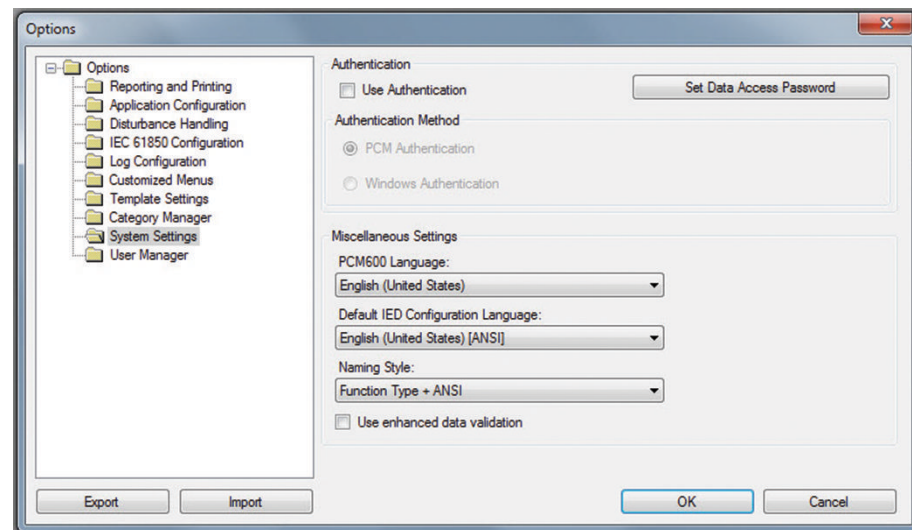 Options
Options
Reporting and Printing
Application Configuration
Disturbance Handling
IEC 61850 Configuration
Log Configuration
Customized Menus
Template Settings
Category Manager
System Settings
User Manager
Export
Import
Authentication
Use Authentication
Set Data Access Password
Authentication Method
PCM Authentication
Windows Authentication
Miscellaneous Settings
PCM600 Language:
English (United States)
Default IED Configuration Language:
English (United States) [ANSI]
Naming Style:
Function Type + ANSI
Use enhanced data validation
OK
Cancel